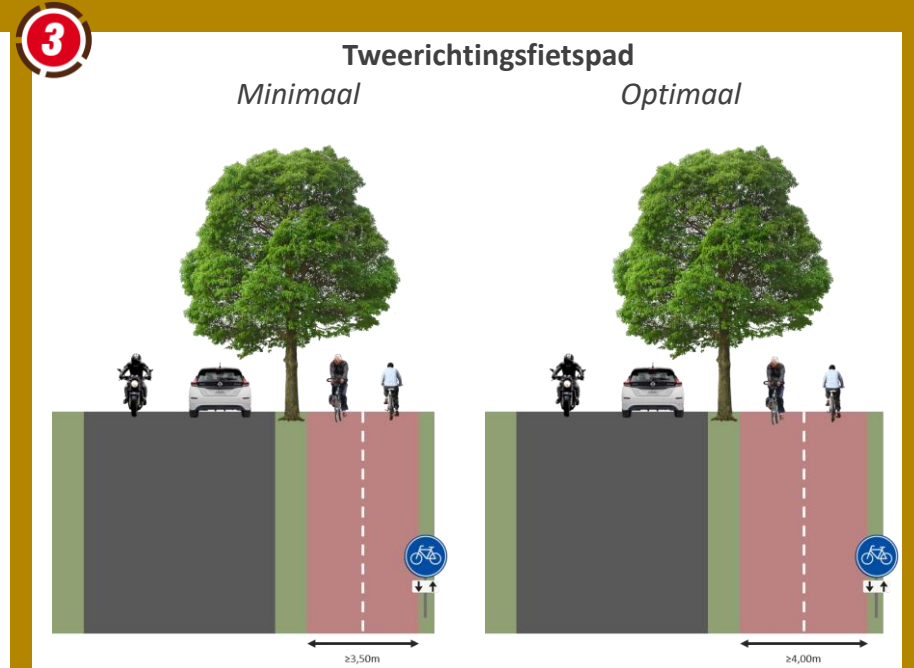 3
Tweerichtingsfietspad
Minimaal
Optimaal
≥3,50m
≥4,00m